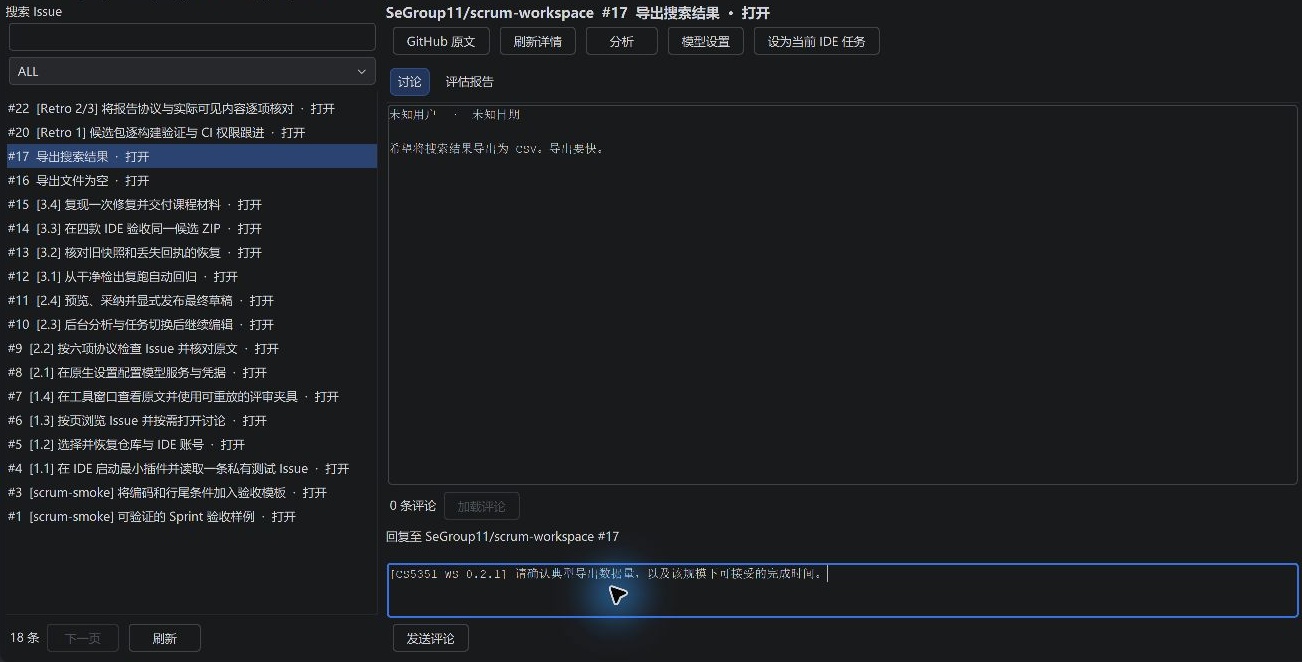 搜索 Issue
ALL
#22 [Retro 2/3] 将报告协议与实际可见内容逐项核对 · 打开
#20 [Retro 1] 候选包逐构建验证与 CI 权限跟进 · 打开
#17 导出搜索结果 · 打开
#16 导出文件为空 · 打开
#15 [3.4] 复现一次修复并交付课程材料 · 打开
#14 [3.3] 在四款 IDE 验收同一候选 ZIP · 打开
#13 [3.2] 核对旧快照和丢失回执的恢复 · 打开
#12 [3.1] 从干净检出复跑自动回归 · 打开
#11 [2.4] 预览、采纳并显式发布最终草稿 · 打开
#10 [2.3] 后台分析与任务切换后继续编辑 · 打开
#9 [2.2] 按六项协议检查 Issue 并核对原文 · 打开
#8 [2.1] 在原生设置配置模型服务与凭据 · 打开
#7 [1.4] 在工具窗口查看原文并使用可重放的评审夹具 · 打开
#6 [1.3] 按页浏览 Issue 并按需打开讨论 · 打开
#5 [1.2] 选择并恢复仓库与 IDE 账号 · 打开
#4 [1.1] 在 IDE 启动最小插件并读取一条私有测试 Issue · 打开
#3 [scrum-smoke] 将编码和行尾条件加入验收模板 · 打开
#1 [scrum-smoke] 可验证的 Sprint 验收样例 · 打开
18 条 下一页 刷新
SeGroup11/scrum-workspace #17 导出搜索结果 • 打开
GitHub 原文 刷新详情 分析 模型设置 设为当前 IDE 任务
讨论 评估报告
未知用户 · 未知日期
希望将搜索结果导出为 CSV。导出要快。
0 条评论 加载评论
回复至 SeGroup11/scrum-workspace #17
[CS5351 WS 0.2.1] 请确认典型导出数据量，以及该规模下可接受的完成时间。
发送评论